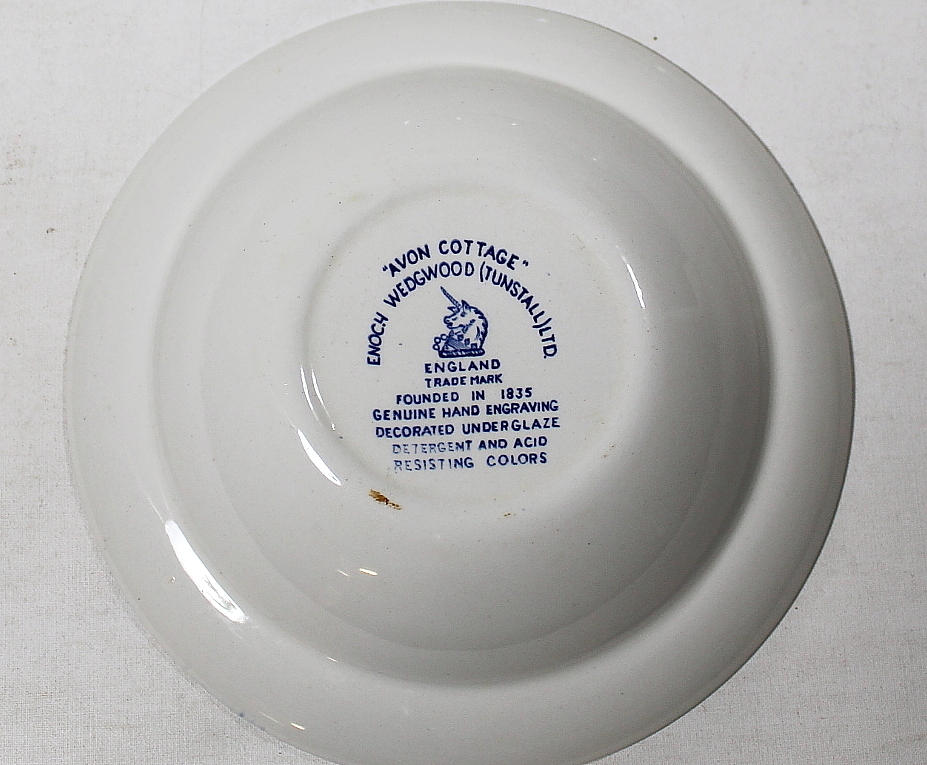 "AVON COTTAGE"
ENOCH WEDGWOOD (TUNSTALL) LTD.
ENGLAND
TRADE MARK
FOUNDED IN 1835
GENUINE HAND ENGRAVING
DECORATED UNDERGLAZE
DETERGENT AND ACID
RESISTING COLORS